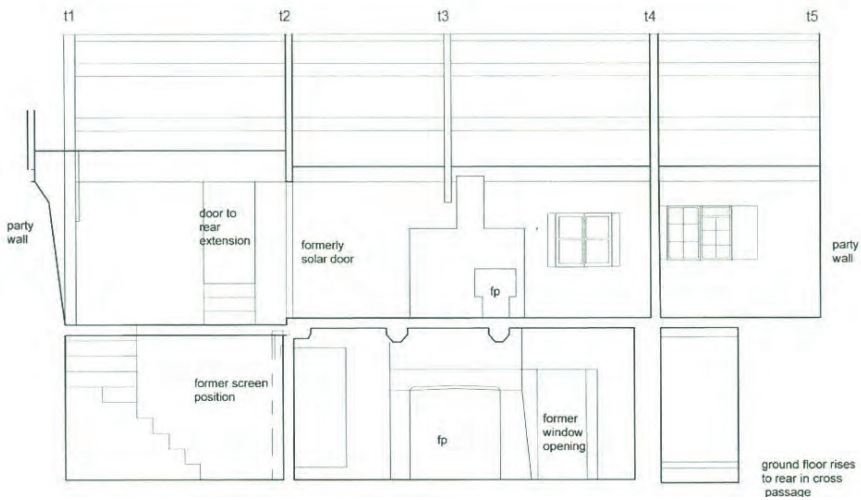 t1 t2 t3 t4 t5
party
wall
door to
rear
extension
formerly
solar door
fp
party
wall
former screen
position
fp
former
window
opening
ground floor rises
to rear in cross
passage